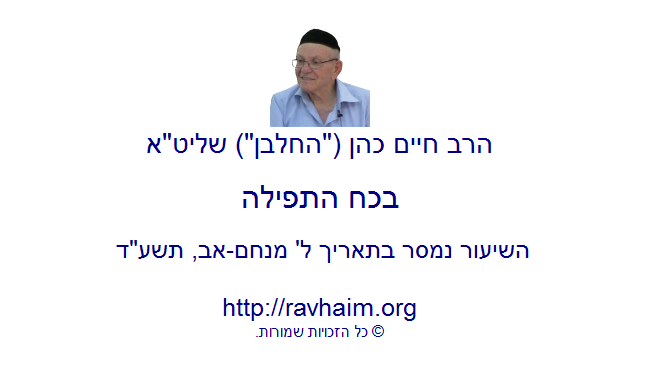 הרב חיים כהן ("החלבן") שליט"א
בכח התפילה
השיעור נמסר בתאריך ל' מנחם-אב, תשע"ד
http://ravhaim.org
© כל הזכויות שמורות.